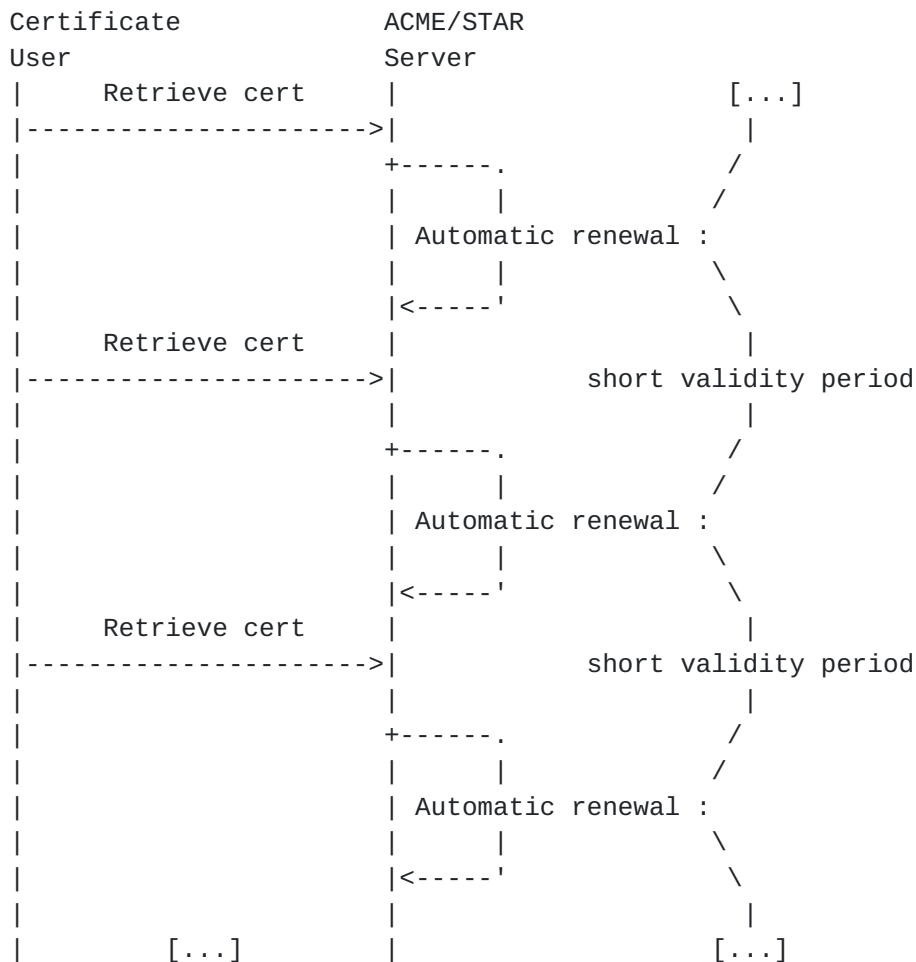 Certificate ACME/STAR
User Server
| Retrieve cert | [...]
|---------------------->| |
| +------. /
| | | /
| | Automatic renewal :
| | | \
| |<-----' \
| Retrieve cert | |
|---------------------->| short validity period
| | |
| +------. /
| | | /
| | Automatic renewal :
| | | \
| |<-----' \
| Retrieve cert | |
|---------------------->| short validity period
| | |
| +------. /
| | | /
| | Automatic renewal :
| | | \
| |<-----' \
| | |
| [...] | [...]